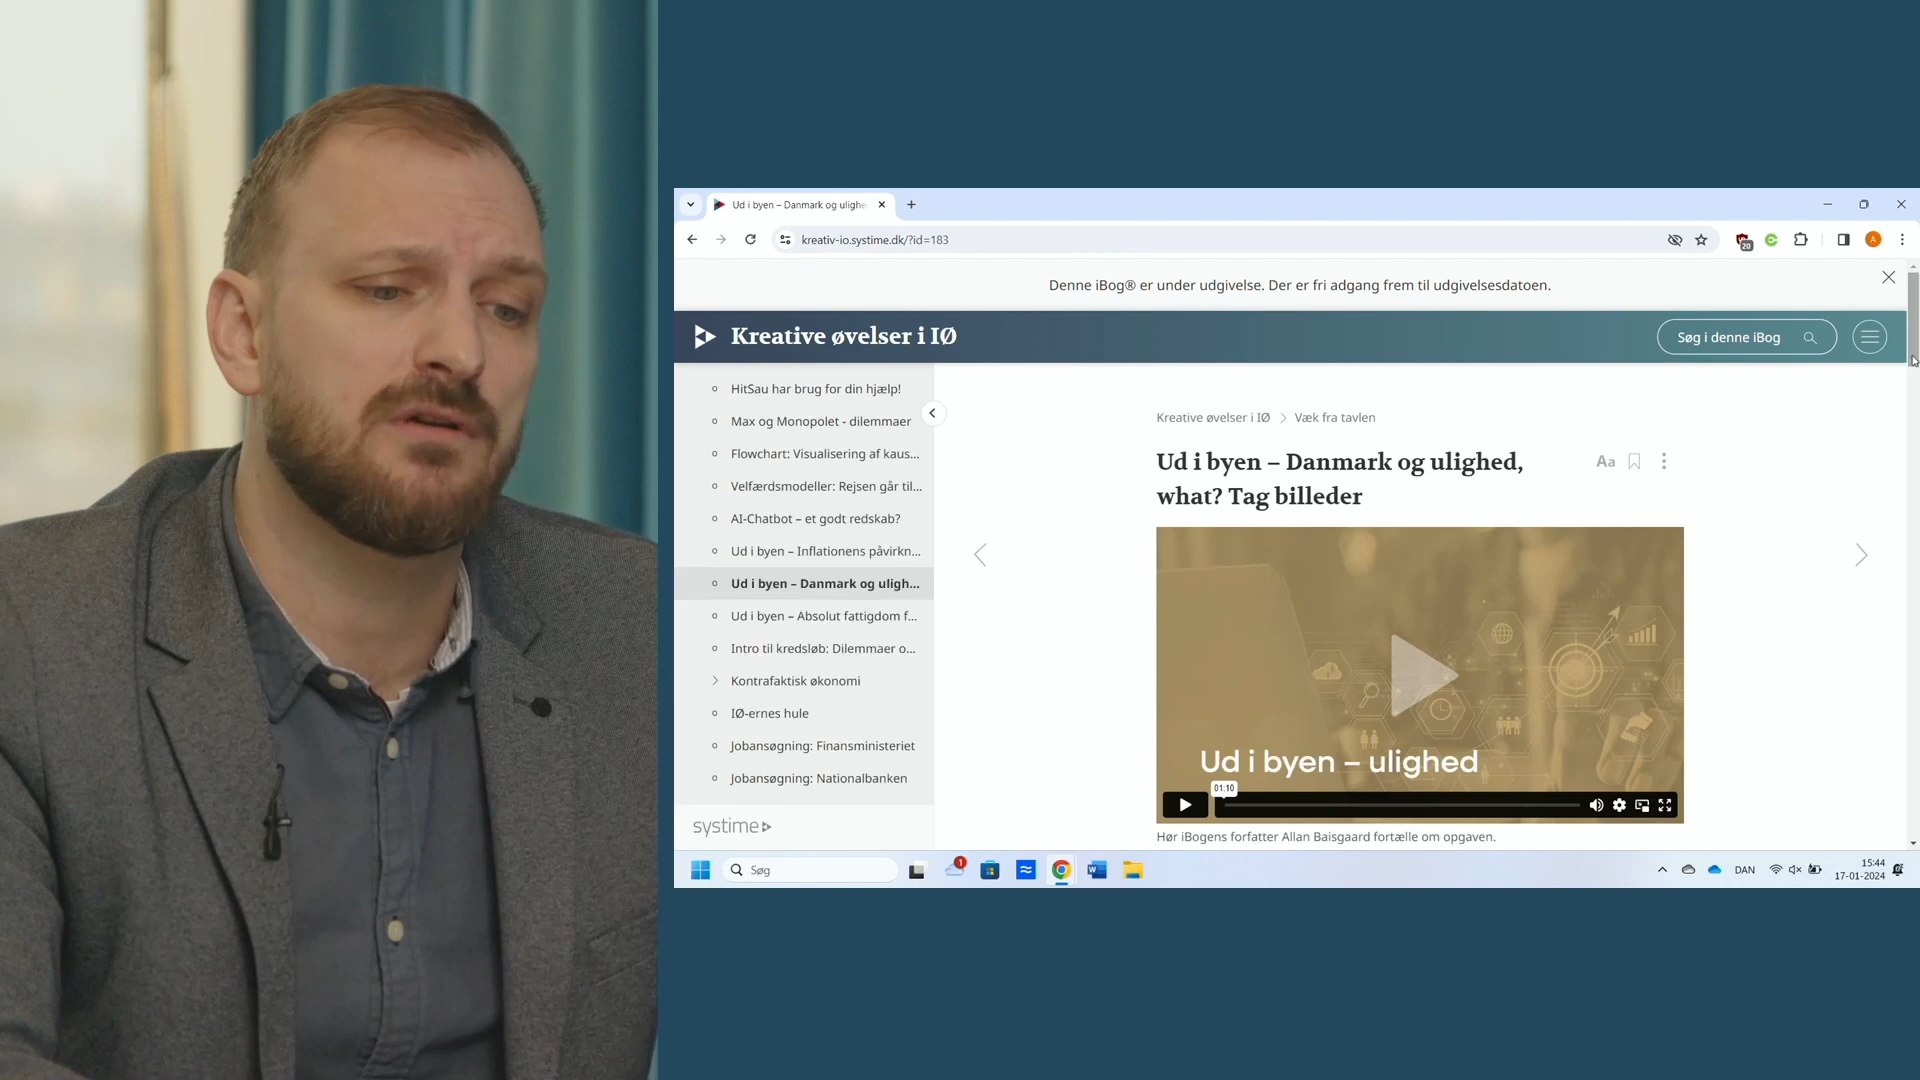 Ud i byen – Danmark og ulighe
kreativ-io.systime.dk/?id=183
20
A
Denne iBog® er under udgivelse. Der er fri adgang frem til udgivelsesdatoen.
Kreative øvelser i IØ
Søg i denne iBog
HitSau har brug for din hjælp!
Max og Monopolet - dilemmaer
Flowchart: Visualisering af kaus...
Velfærdsmodeller: Rejsen går til...
AI-Chatbot – et godt redskab?
Ud i byen – Inflationens påvirkn...
Ud i byen – Danmark og uligh...
Ud i byen – Absolut fattigdom f...
Intro til kredsløb: Dilemmaer o...
Kontrafaktisk økonomi
IØ-ernes hule
Jobansøgning: Finansministeriet
Jobansøgning: Nationalbanken
systime
Kreative øvelser i IØ > Væk fra tavlen
Ud i byen – Danmark og ulighed,
what? Tag billeder
Aa
Ud i byen – ulighed
01:10
Hør iBogens forfatter Allan Baisgaard fortælle om opgaven.
Søg
1
W
DAN
15:44
17-01-2024